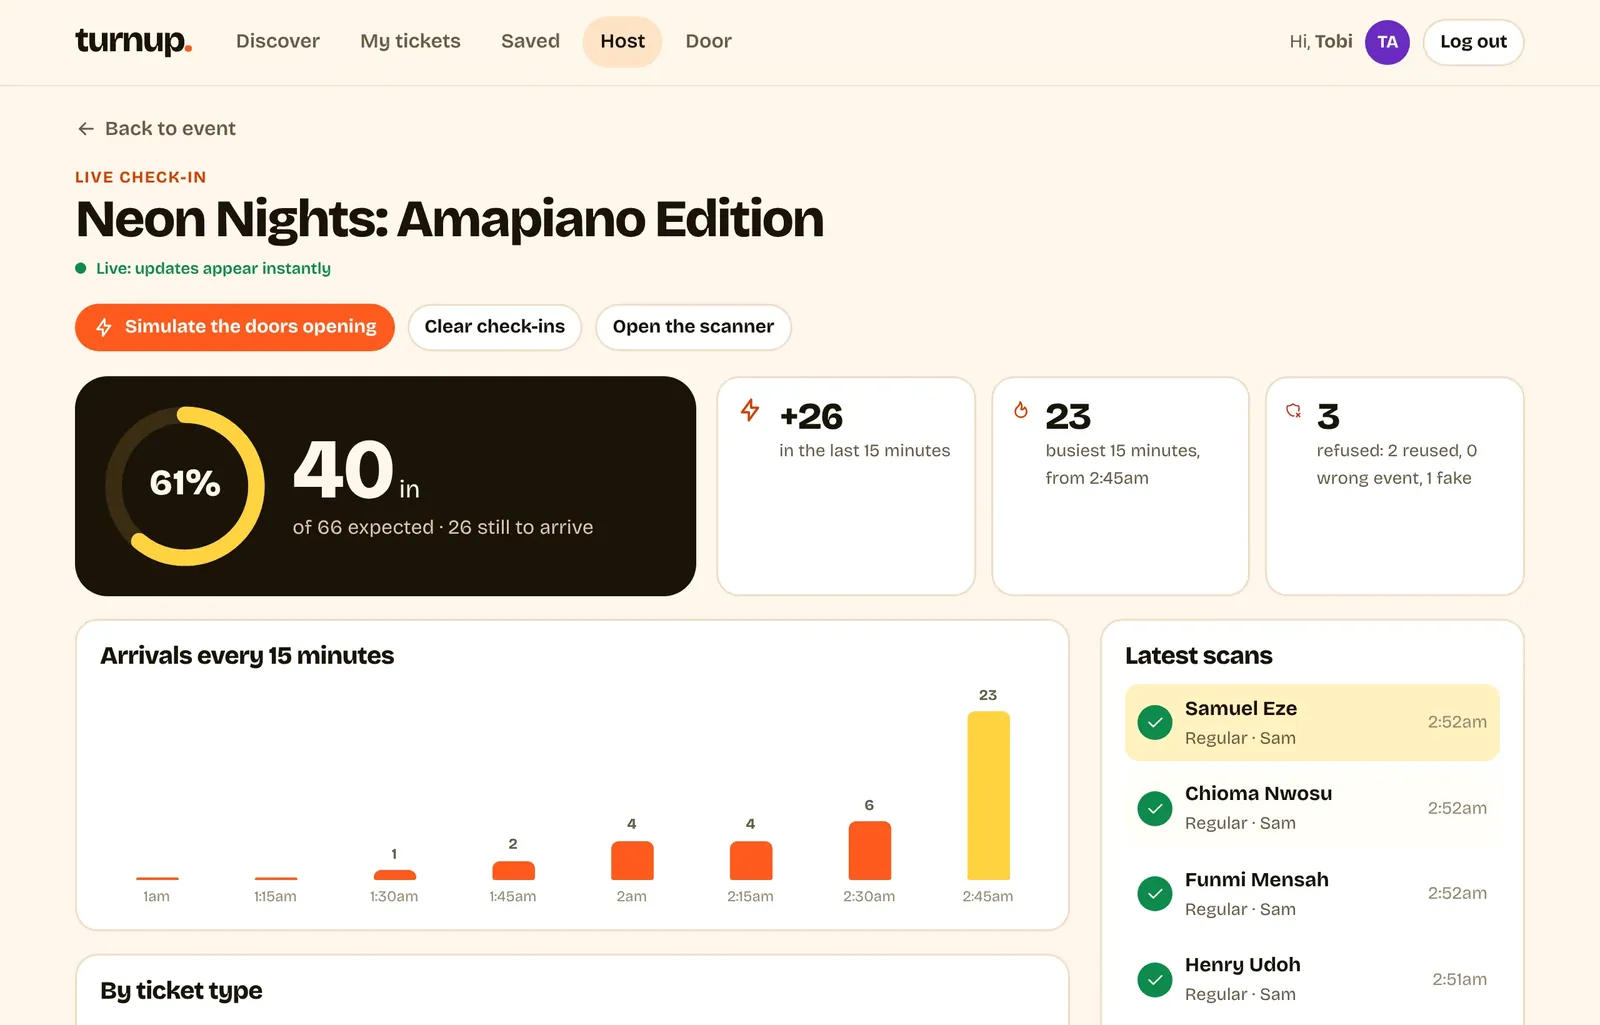 turnup.
Discover
My tickets
Saved
Host
Door
Hi, Tobi
TA
Log out
← Back to event
LIVE CHECK-IN
Neon Nights: Amapiano Edition
Live: updates appear instantly
Simulate the doors opening
Clear check-ins
Open the scanner
61%
40 in
of 66 expected · 26 still to arrive
+26
in the last 15 minutes
23
busiest 15 minutes,
from 2:45am
3
refused: 2 reused, 0
wrong event, 1 fake
Arrivals every 15 minutes
1
2
4
4
6
23
1am
1:15am
1:30am
1:45am
2am
2:15am
2:30am
2:45am
By ticket type
Latest scans
Samuel Eze
Regular · Sam
2:52am
Chioma Nwosu
Regular · Sam
2:52am
Funmi Mensah
Regular · Sam
2:52am
Henry Udoh
Regular · Sam
2:51am